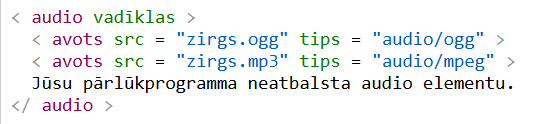 < audio vadīklas >
< avots src = "zirgs.ogg" tips = "audio/ogg" >
< avots src = "zirgs.mp3" tips = "audio/mpeg" >
Jūsu pārlūkprogramma neatbalsta audio elementu.
</ audio >